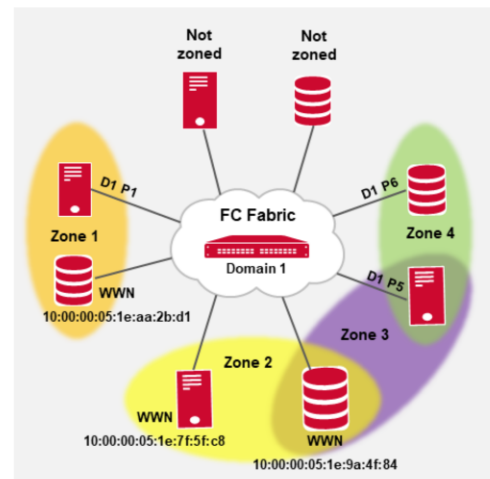 Not
zoned
Not
zoned
D1 P1
D1 P6
FC Fabric
Zone 1
Zone 4
Domain 1
D1 P5
WWN
10:00:00:05:1e:aa:2b:d1
Zone 3
Zone 2
WWN
10:00:00:05:1e:7f:5f:c8
WWN
10:00:00:05:1e:9a:4f:84